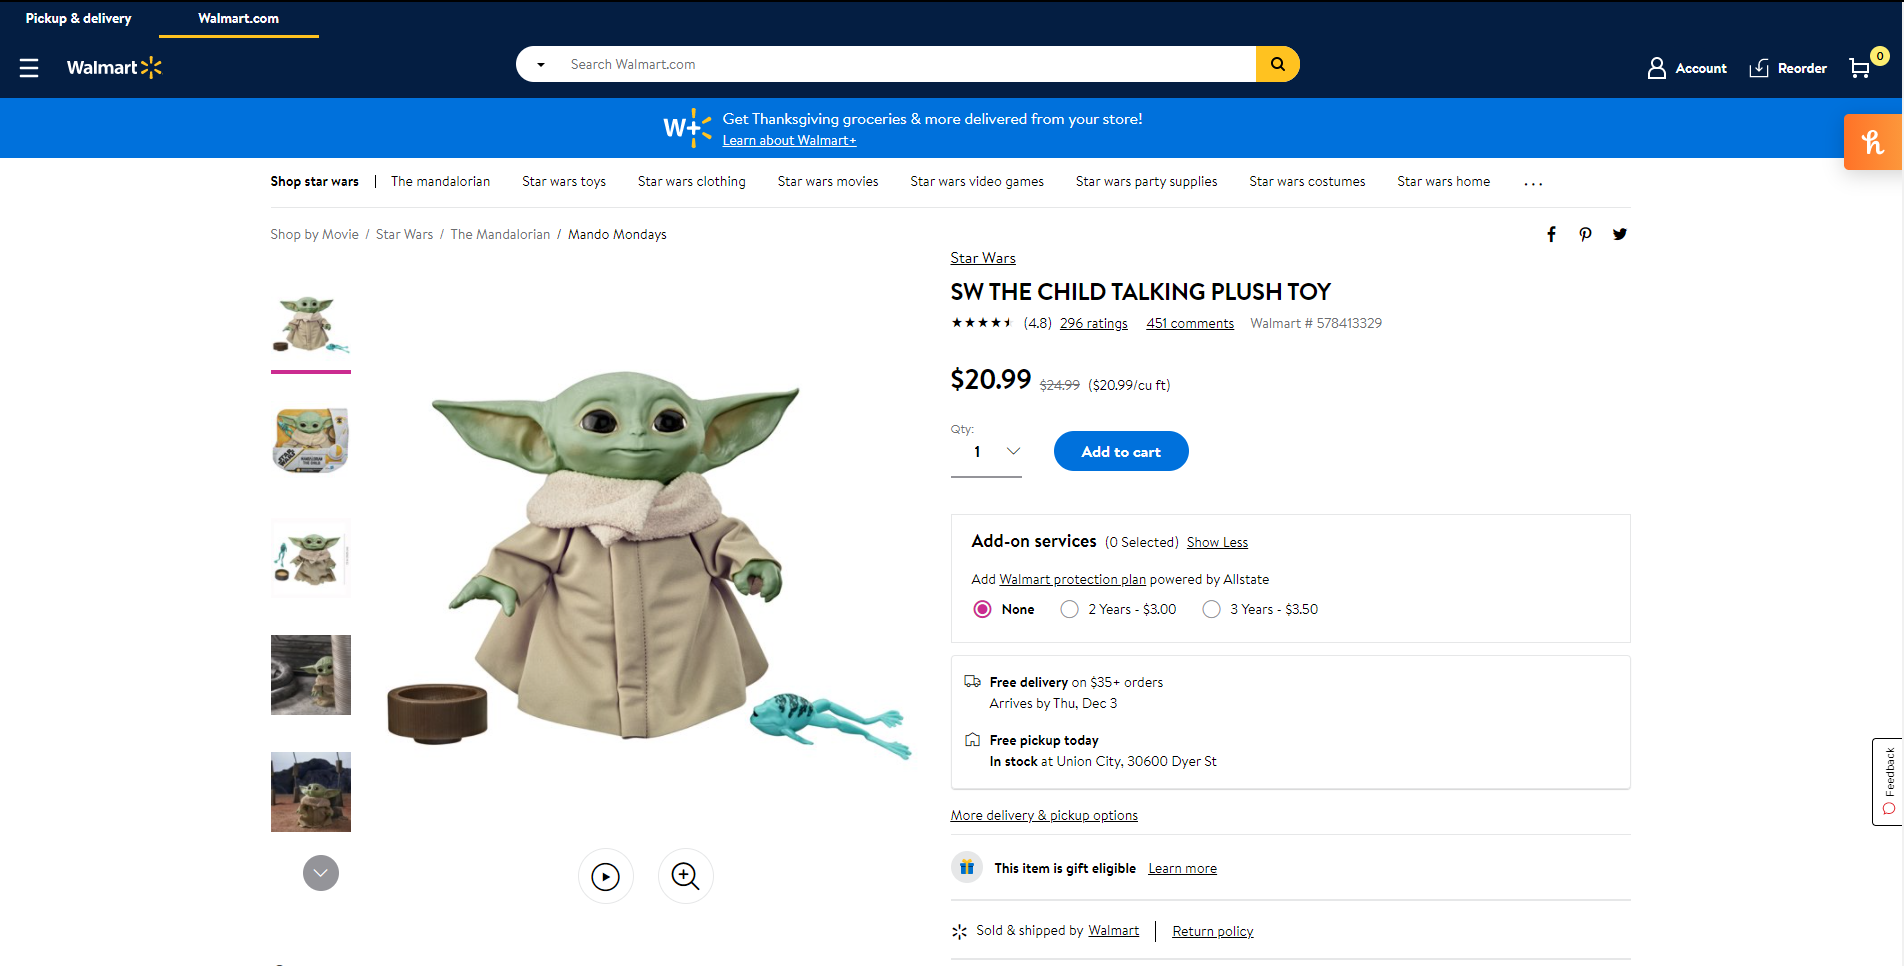 Pickup & delivery
Walmart.com
Walmart
Search Walmart.com
Account
Reorder
0
W+
Get Thanksgiving groceries & more delivered from your store!
Learn about Walmart+
h
Shop star wars | The mandalorian Star wars toys Star wars clothing Star wars movies Star wars video games Star wars party supplies Star wars costumes Star wars home ...
Shop by Movie / Star Wars / The Mandalorian / Mando Mondays
Star Wars
SW THE CHILD TALKING PLUSH TOY
(4.8) 296 ratings 451 comments Walmart # 578413329
$20.99 $24.99 ($20.99/cu ft)
Qty:
1
Add to cart
Add-on services (0 Selected) Show Less
Add Walmart protection plan powered by Allstate
None 2 Years - $3.00 3 Years - $3.50
Free delivery on $35+ orders
Arrives by Thu, Dec 3
Free pickup today
In stock at Union City, 30600 Dyer St
More delivery & pickup options
This item is gift eligible Learn more
Sold & shipped by Walmart | Return policy
Feedback